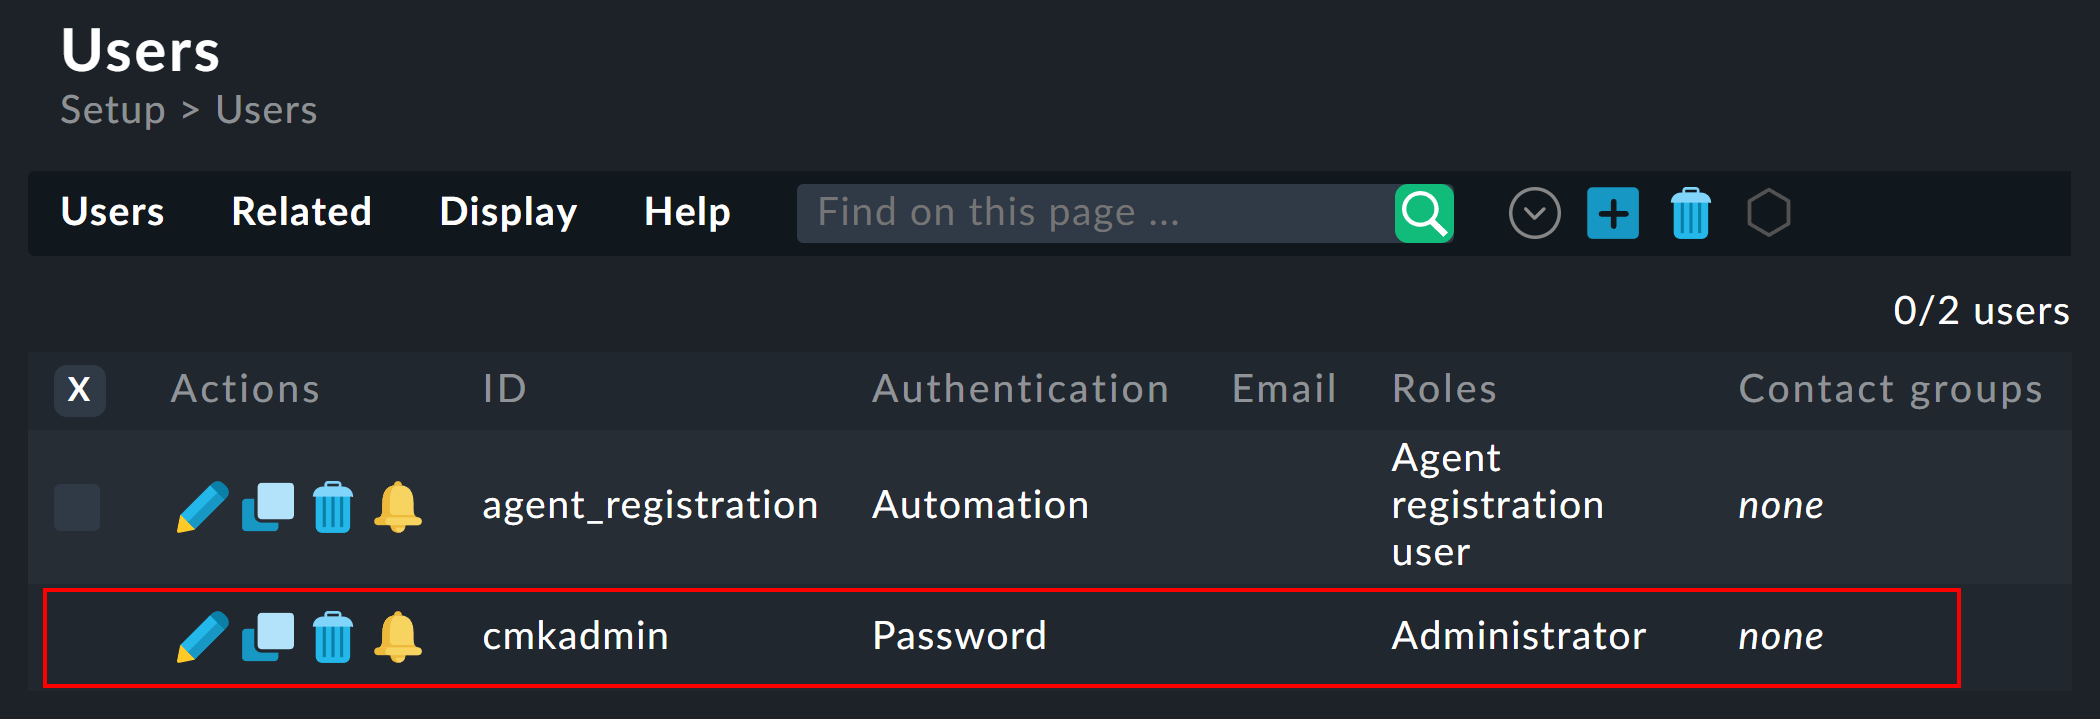 Users
Setup > Users
Users Related Display Help Find on this page ...
0/2 users
X Actions ID Authentication Email Roles Contact groups
agent_registration Automation Agent registration user none
cmkadmin Password Administrator none